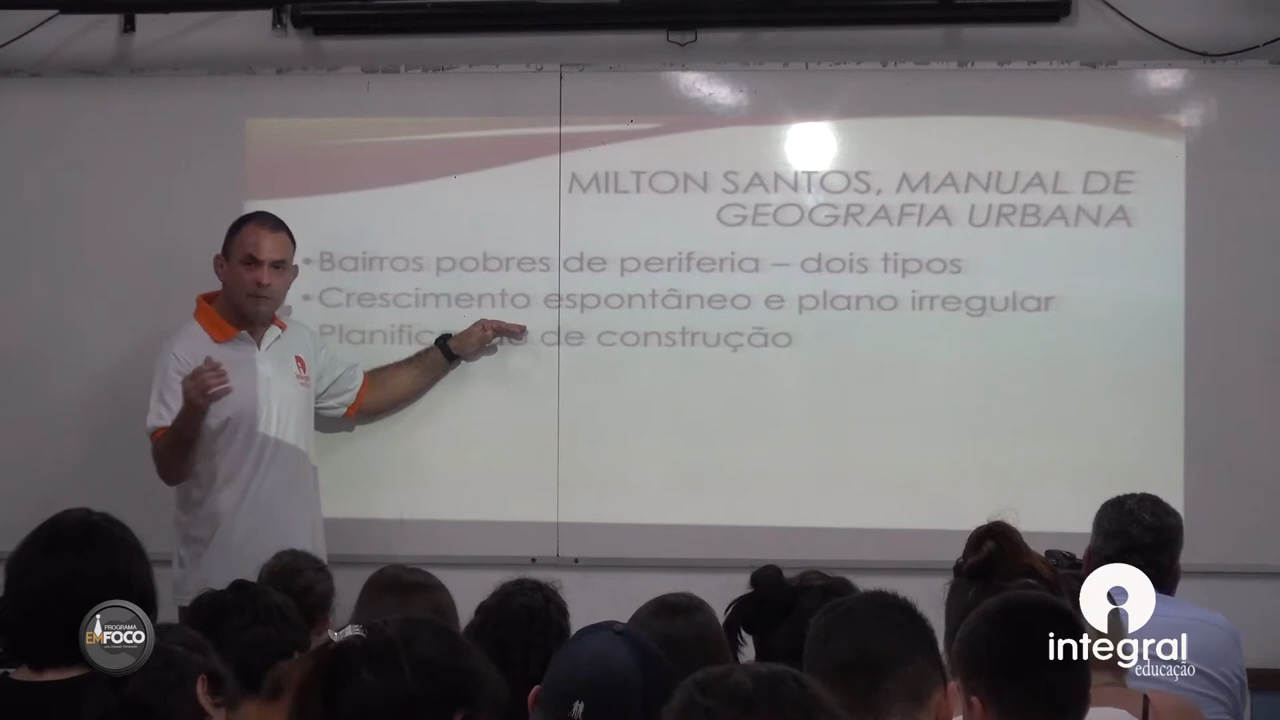 MILTON SANTOS, MANUAL DE
GEOGRAFIA URBANA
• Bairros pobres de periferia – dois tipos
• Crescimento espontâneo e plano irregular
de construção
PROGRAMA
EMFOCO
integral
educação